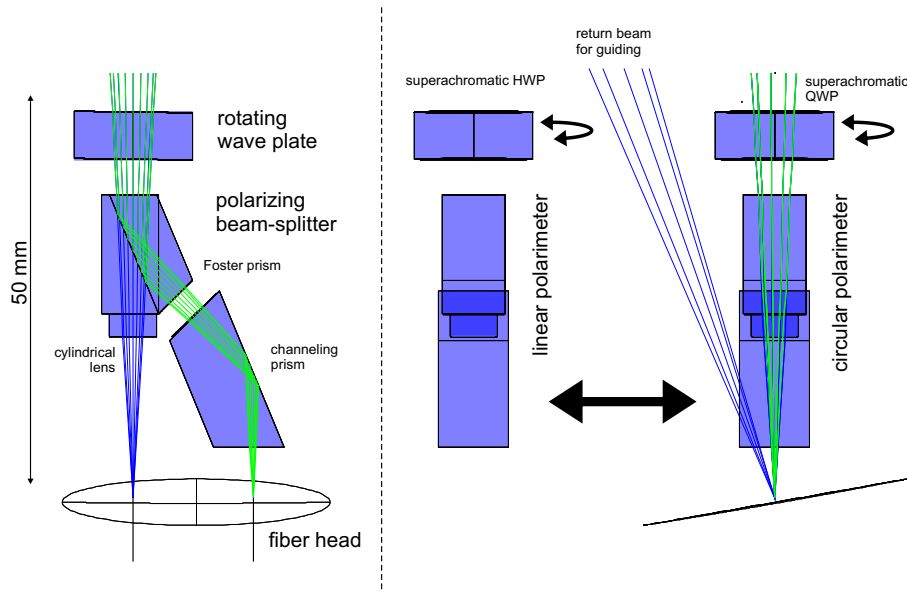 rotating
wave plate
polarizing
beam-splitter
Foster prism
50 mm
cylindrical
lens
channeling
prism
fiber head
return beam
for guiding
superachromatic HWP
superachromatic
QWP
linear polarimeter
circular polarimeter